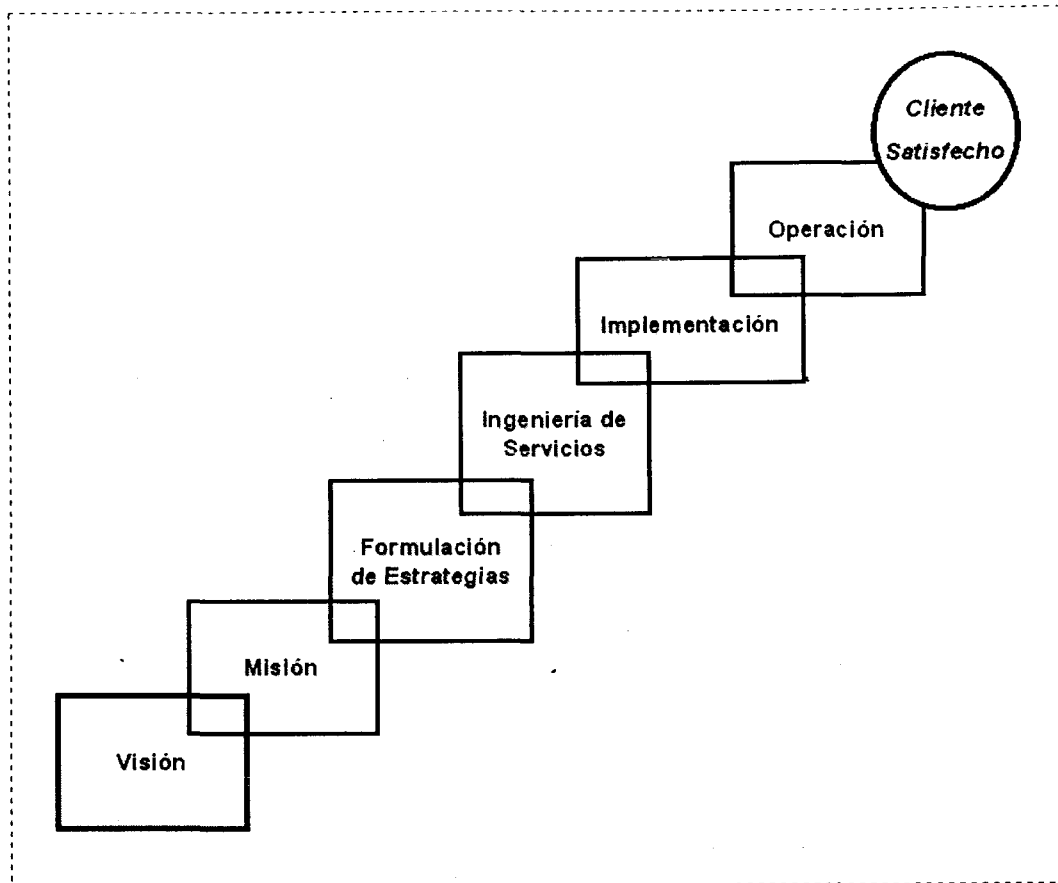 Cliente
Satisfecho
Operación
Implementación
Ingeniería de
Servicios
Formulación
de Estrategias
Misión
Visión